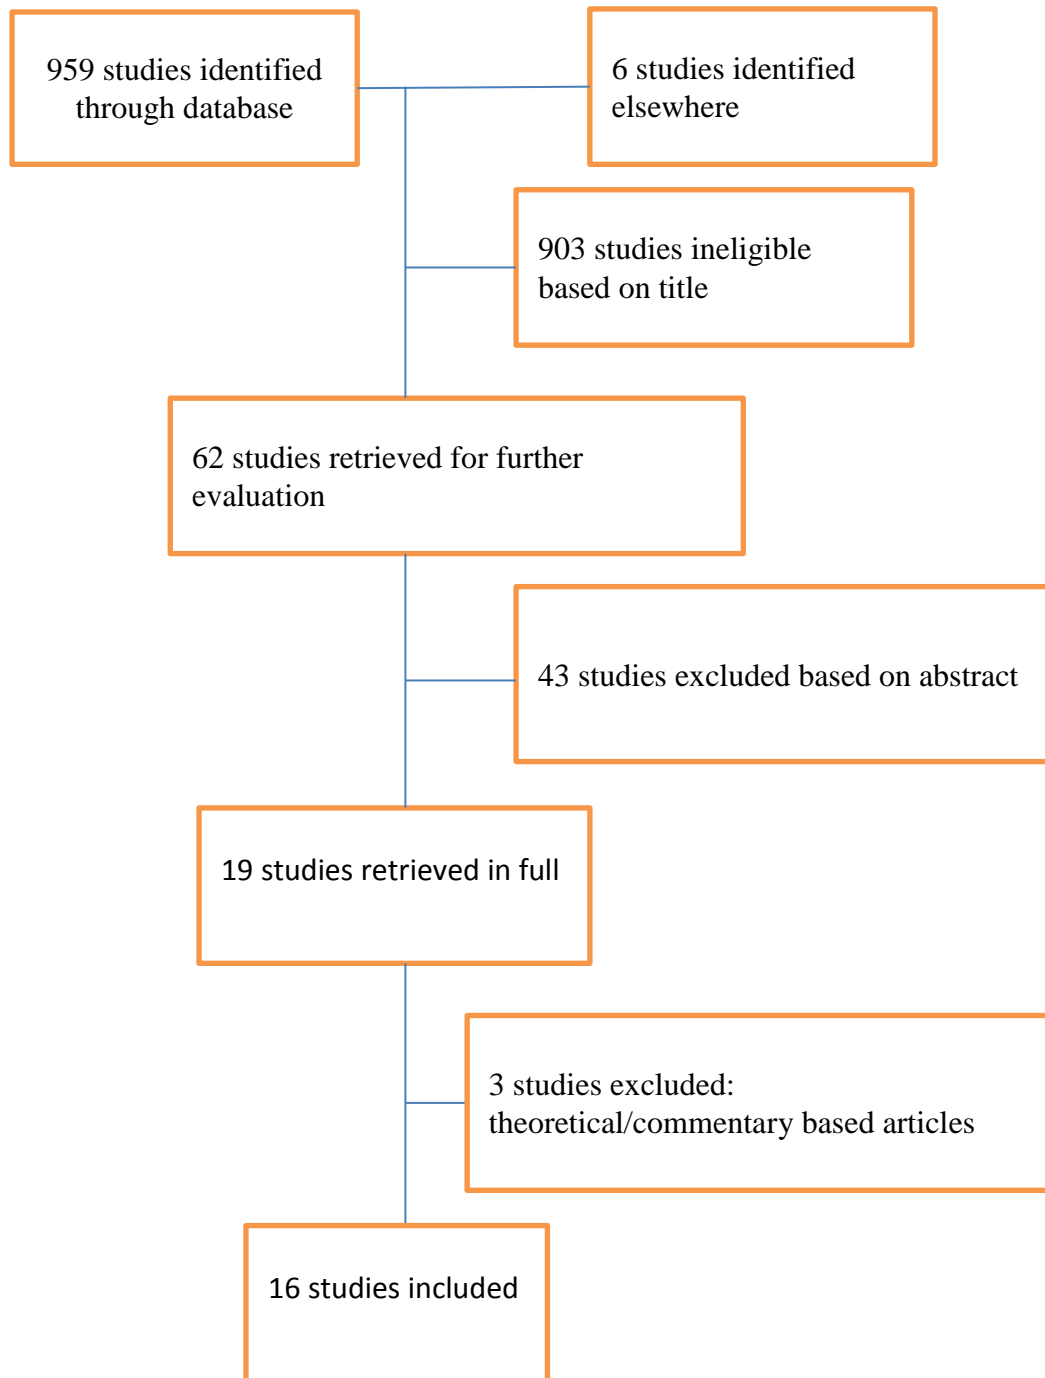 959 studies identified
through database
6 studies identified
elsewhere
903 studies ineligible
based on title
62 studies retrieved for further
evaluation
43 studies excluded based on abstract
19 studies retrieved in full
3 studies excluded:
theoretical/commentary based articles
16 studies included